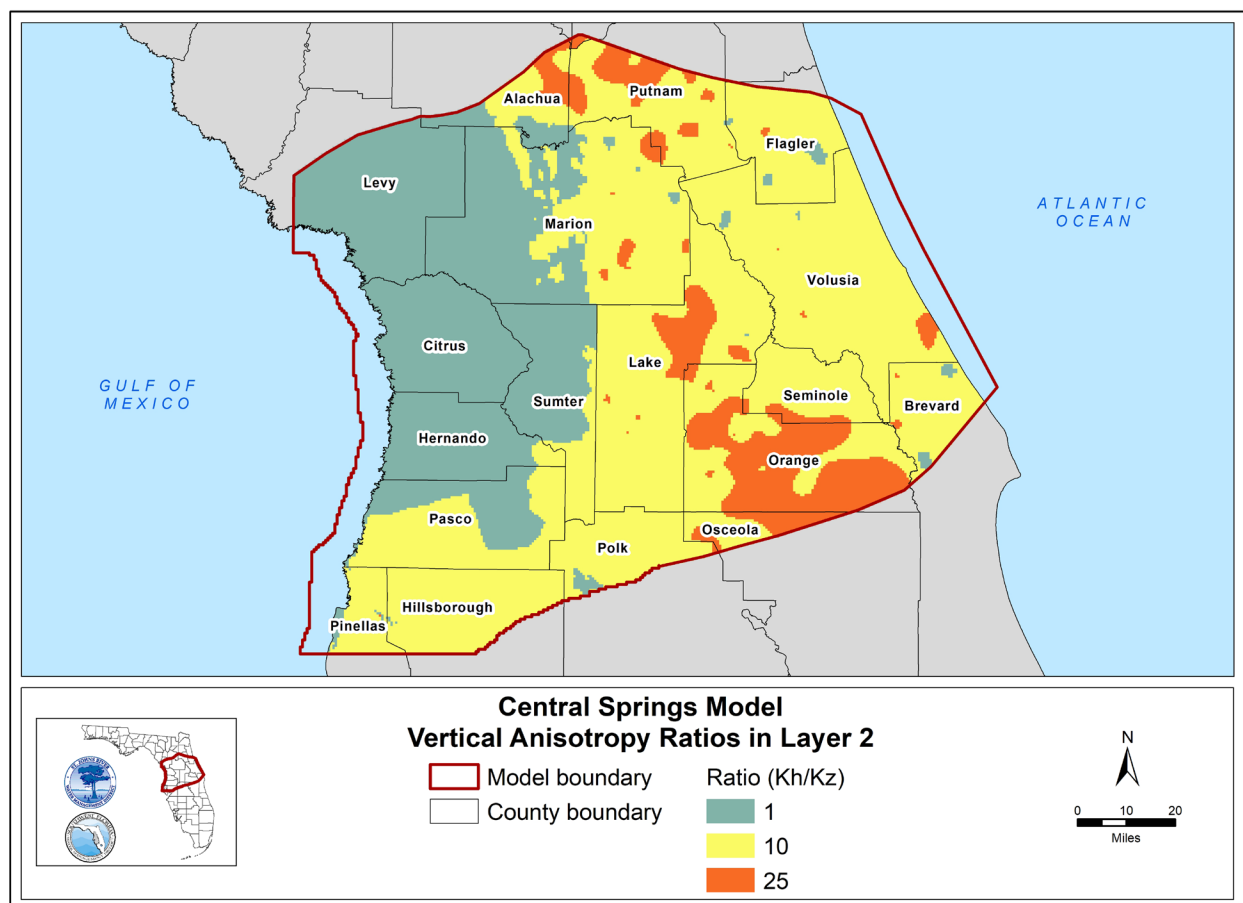 Alachua
Putnam
Flagler
Levy
ATLANTIC
OCEAN
Marion
Volusia
Citrus
Lake
GULF OF
MEXICO
Sumter
Seminole
Brevard
Hernando
Orange
Pasco
Osceola
Polk
Hillsborough
Pinellas
Central Springs Model
Vertical Anisotropy Ratios in Layer 2
Model boundary
County boundary
Ratio (Kh/Kz)
1
10
25
N
0 10 20
Miles